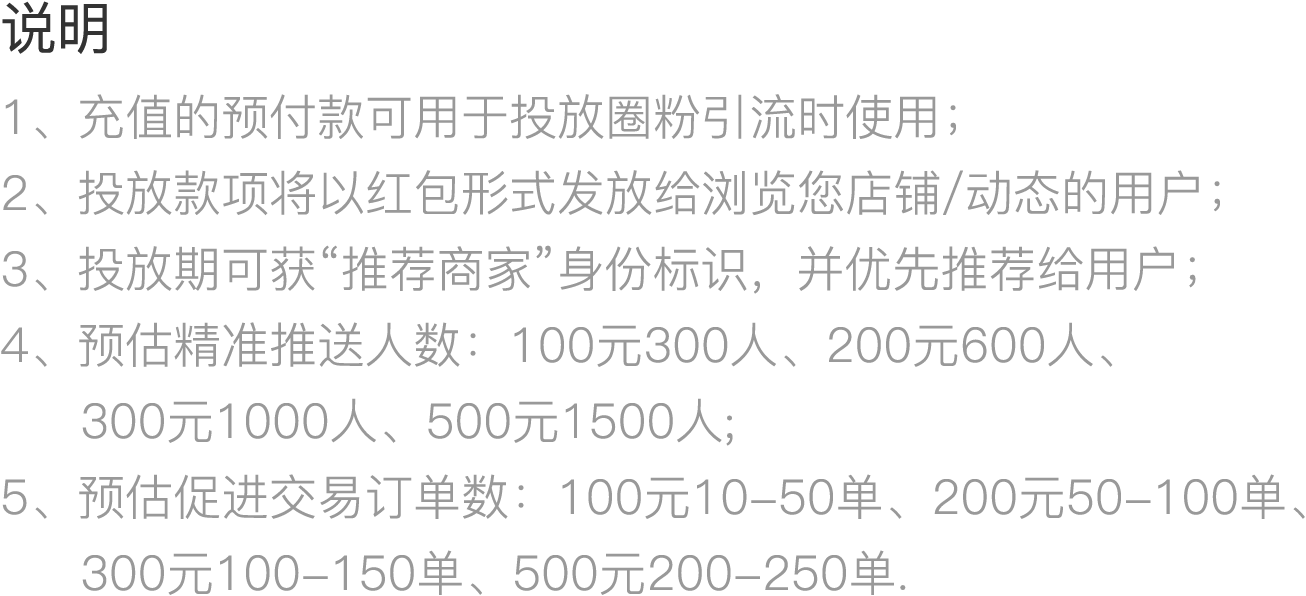 说明
1、充值的预付款可用于投放圈粉引流时使用；
2、投放款项将以红包形式发放给浏览您店铺/动态的用户；
3、投放期可获“推荐商家”身份标识，并优先推荐给用户；
4、预估精准推送人数：100元300人、200元600人、
300元1000人、500元1500人;
5、预估促进交易订单数：100元10-50单、200元50-100单、
300元100-150单、500元200-250单.